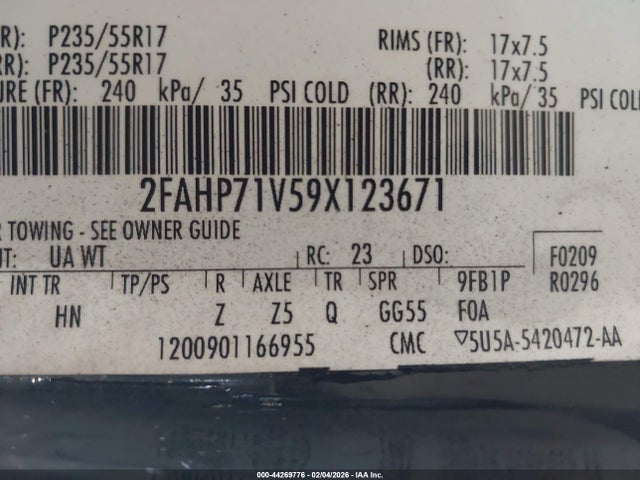 R): P235/55R17 RIMS (FR): 17x7.5
RR): P235/55R17 (RR): 17x7.5
URE (FR): 240 kPa/ 35 PSI COLD (RR): 240 kPa/35 PSI COLD
2FAHP71V59X123671
R TOWING - SEE OWNER GUIDE
NT: UA WT RC: 23 DSO: F0209
INT TR TP/PS R AXLE TR SPR 9FB1P R0296
HN Z Z5 Q GG55 F0A
1200901166955 CMC ▽5U5A-5420472-AA
000-44269776 - 02/04/2026 - IAA Inc.